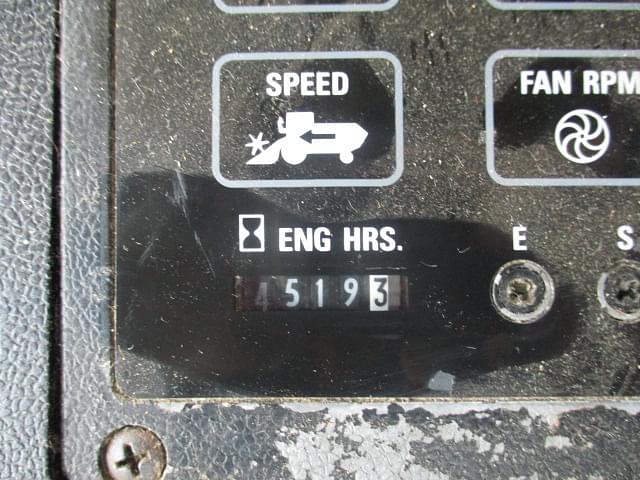 SPEED
FAN RPM
ENG HRS.
E
S
45193